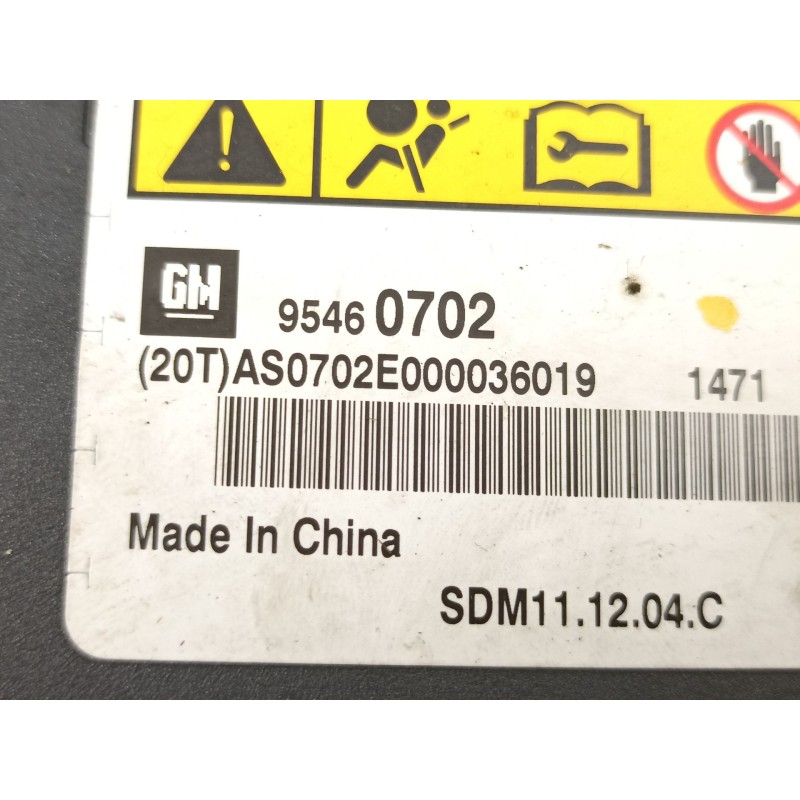 GM
9546 0702
(20T)AS0702E000036019 1471
Made In China
SDM11.12.04.C